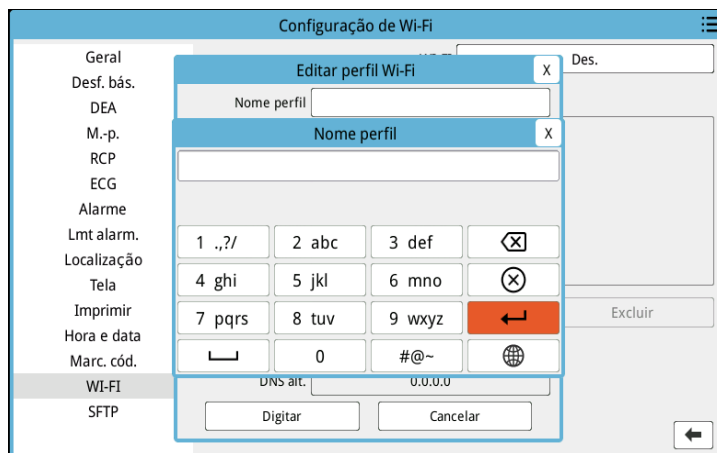 Configuração de Wi-Fi
Geral
Desf. bás.
DEA
M.-p.
RCP
ECG
Alarme
Lmt alarm.
Localização
Tela
Imprimir
Hora e data
Marc. cód.
WI-FI
SFTP
Des.
Editar perfil Wi-Fi X
Nome perfil
Nome perfil X
1 .,?/ 2 abc 3 def
4 ghi 5 jkl 6 mno
7 pqrs 8 tuv 9 wxyz
0 #@~
Excluir
DNS alt. 0.0.0.0
Digitar Cancelar